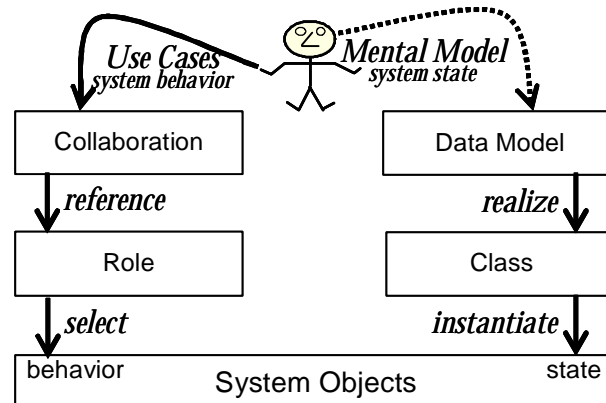 Use Cases
system behavior
Mental Model
system state
Collaboration
Data Model
reference
realize
Role
Class
select
instantiate
behavior
state
System Objects